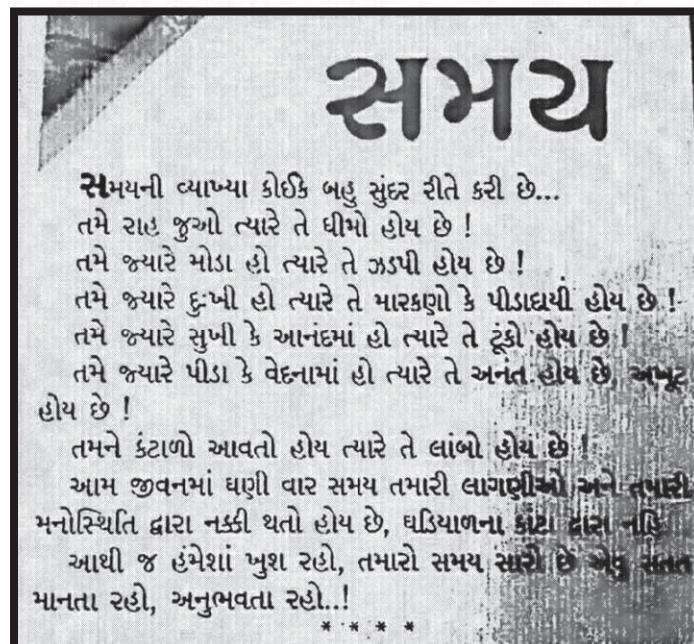 સમય
સમયની વ્યાખ્યા કોઈકે બહુ સુંદર રીતે કરી છે...
તમે રાહ જુઓ ત્યારે તે ધીમો હોય છે !
તમે જ્યારે મોડા હો ત્યારે તે ઝડપી હોય છે !
તમે જ્યારે દુઃખી હો ત્યારે તે મારકણો કે પીડાદાયી હોય છે !
તમે જ્યારે સુખી કે આનંદમાં હો ત્યારે તે ટૂંકો હોય છે !
તમે જ્યારે પીડા કે વેદનામાં હો ત્યારે તે અનંત હોય છે, અખૂટ
હોય છે !
તમને કંટાળો આવતો હોય ત્યારે તે લાંબો હોય છે !
આમ જીવનમાં ઘણી વાર સમય તમારી લાગણીઓ અને તમારી
મનોસ્થિતિ દ્વારા નક્કી થતો હોય છે, ઘડિયાળના કાંટા દ્વારા નહિ
આથી જ હંમેશાં ખુશ રહો, તમારો સમય સારો છે એવુ સતત
માનતા રહો, અનુભવતા રહો..!
* * * *